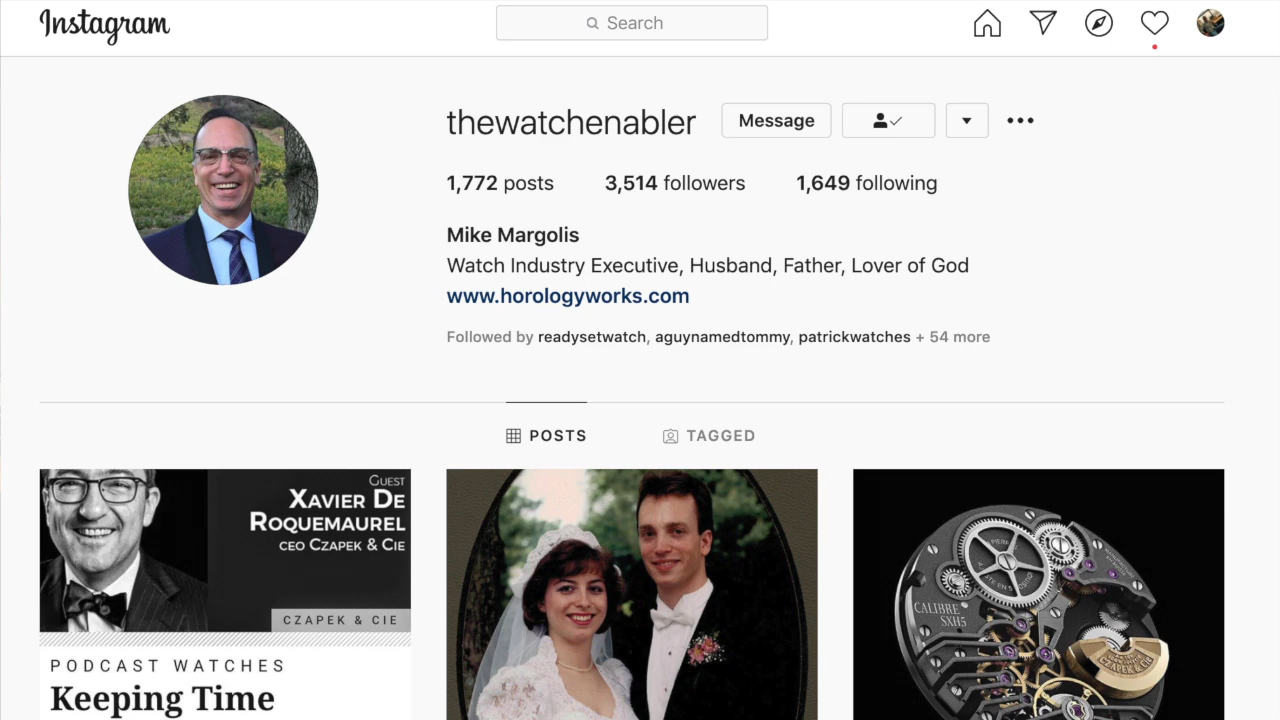 Instagram
Search
thewatchenabler
Message
1,772 posts 3,514 followers 1,649 following
Mike Margolis
Watch Industry Executive, Husband, Father, Lover of God
www.horologyworks.com
Followed by readysetwatch, aguynamedtommy, patrickwatches + 54 more
POSTS
TAGGED
Guest
Xavier De
Roquemaurel
CEO Czapek & Cie
CZAPEK & CIE
PODCAST WATCHES
Keeping Time
CALIBRE
SXH5
CZAPEK & CIE